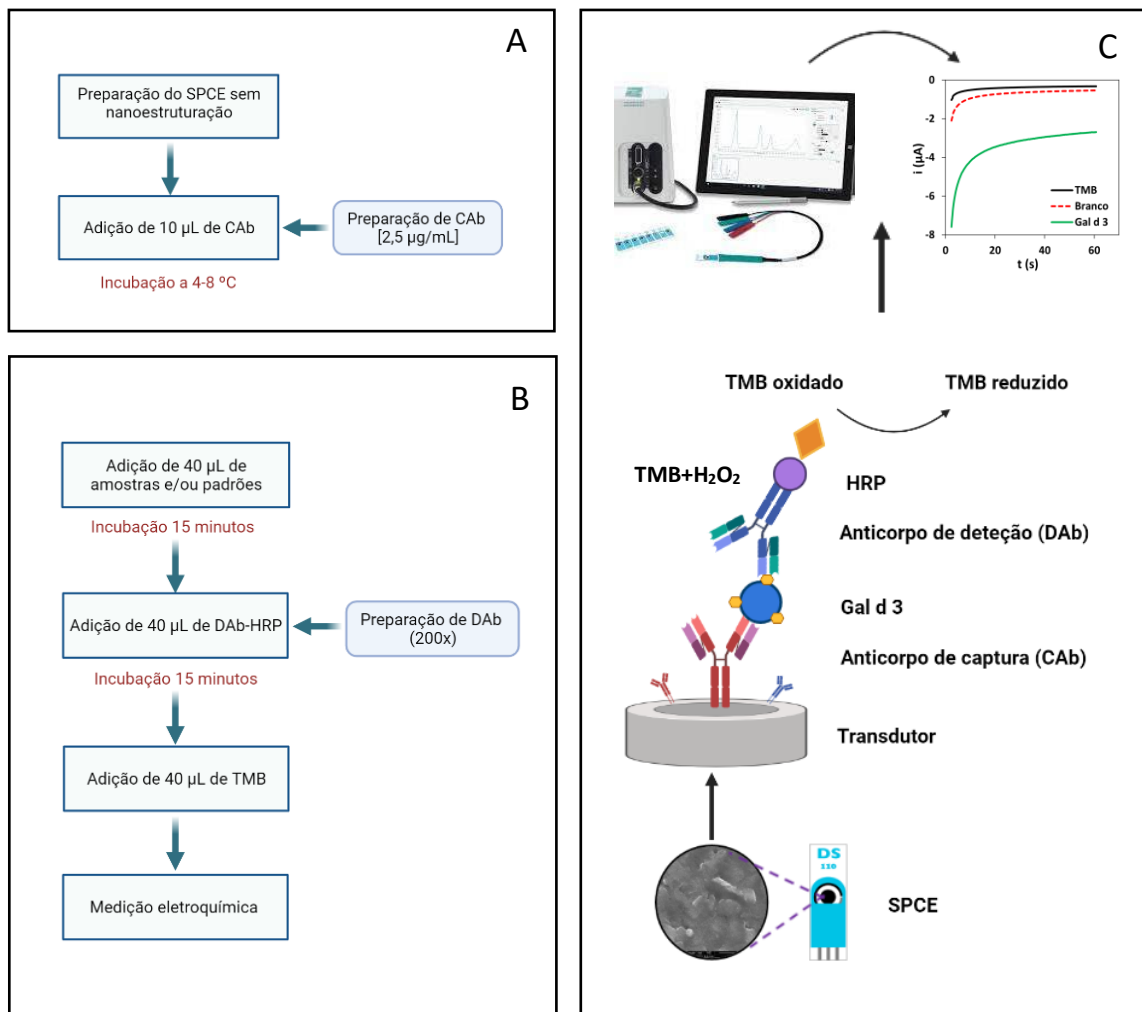 A
Preparação do SPCE sem
nanoestruturação
Adição de 10 µL de CAb
Preparação de CAb
[2,5 µg/mL]
Incubação a 4-8 ºC
B
Adição de 40 µL de
amostras e/ou padrões
Incubação 15 minutos
Adição de 40 µL de DAb-HRP
Preparação de DAb
(200x)
Incubação 15 minutos
Adição de 40 µL de TMB
Medição eletroquímica
C
0
-2
-4
-6
-8
i (µA)
TMB
Branco
Gal d 3
0
20
40
60
80
t (s)
TMB oxidado
TMB reduzido
TMB+H₂O₂
HRP
Anticorpo de deteção (DAb)
Gal d 3
Anticorpo de captura (CAb)
Transdutor
DS
110
SPCE